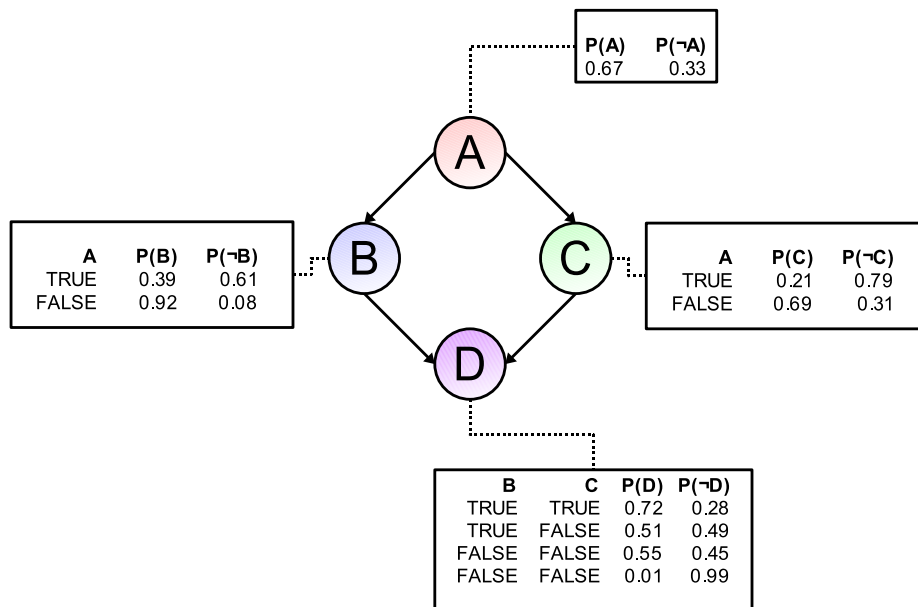 P(A) P(¬A)
0.67 0.33
A
B
C
D
A P(B) P(¬B)
TRUE 0.39 0.61
FALSE 0.92 0.08
A P(C) P(¬C)
TRUE 0.21 0.79
FALSE 0.69 0.31
B C P(D) P(¬D)
TRUE TRUE 0.72 0.28
TRUE FALSE 0.51 0.49
FALSE FALSE 0.55 0.45
FALSE FALSE 0.01 0.99